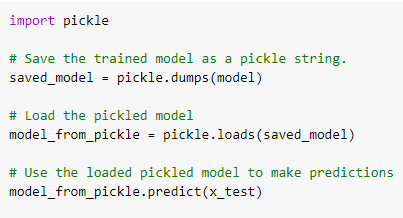 import pickle
# Save the trained model as a pickle string.
saved_model = pickle.dumps(model)
# Load the pickled model
model_from_pickle = pickle.loads(saved_model)
# Use the loaded pickled model to make predictions
model_from_pickle.predict(x_test)